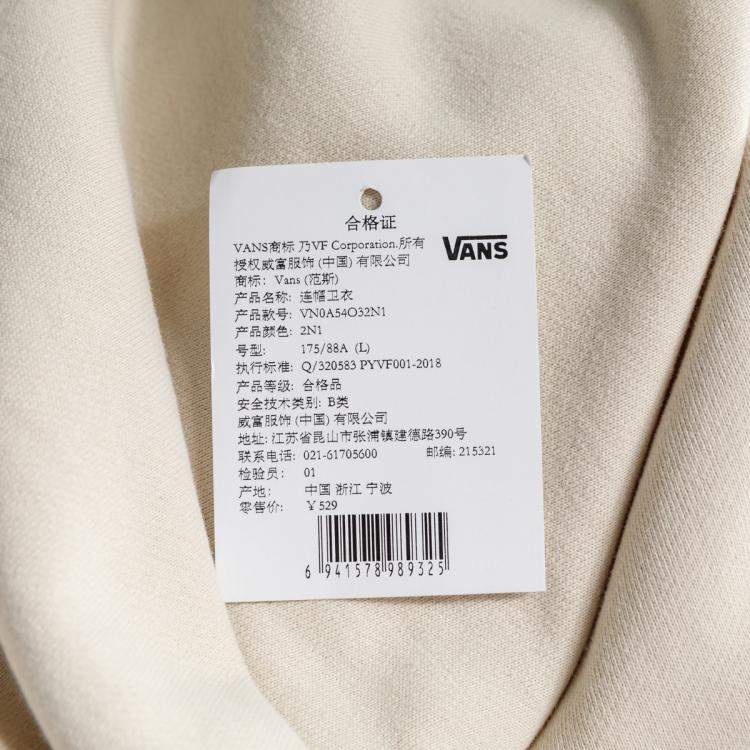 合格证
VANS商标 乃VF Corporation.所有
授权威富服饰 (中国) 有限公司
VANS
商标: Vans (范斯)
产品名称: 连帽卫衣
产品款号: VN0A54O32N1
产品颜色: 2N1
号型: 175/88A (L)
执行标准: Q/320583 PYVF001-2018
产品等级: 合格品
安全技术类别: B类
威富服饰 (中国) 有限公司
地址: 江苏省昆山市张浦镇建德路390号
联系电话: 021-61705600 邮编: 215321
检验员: 01
产地: 中国 浙江 宁波
零售价: ¥529
6 941578 989325